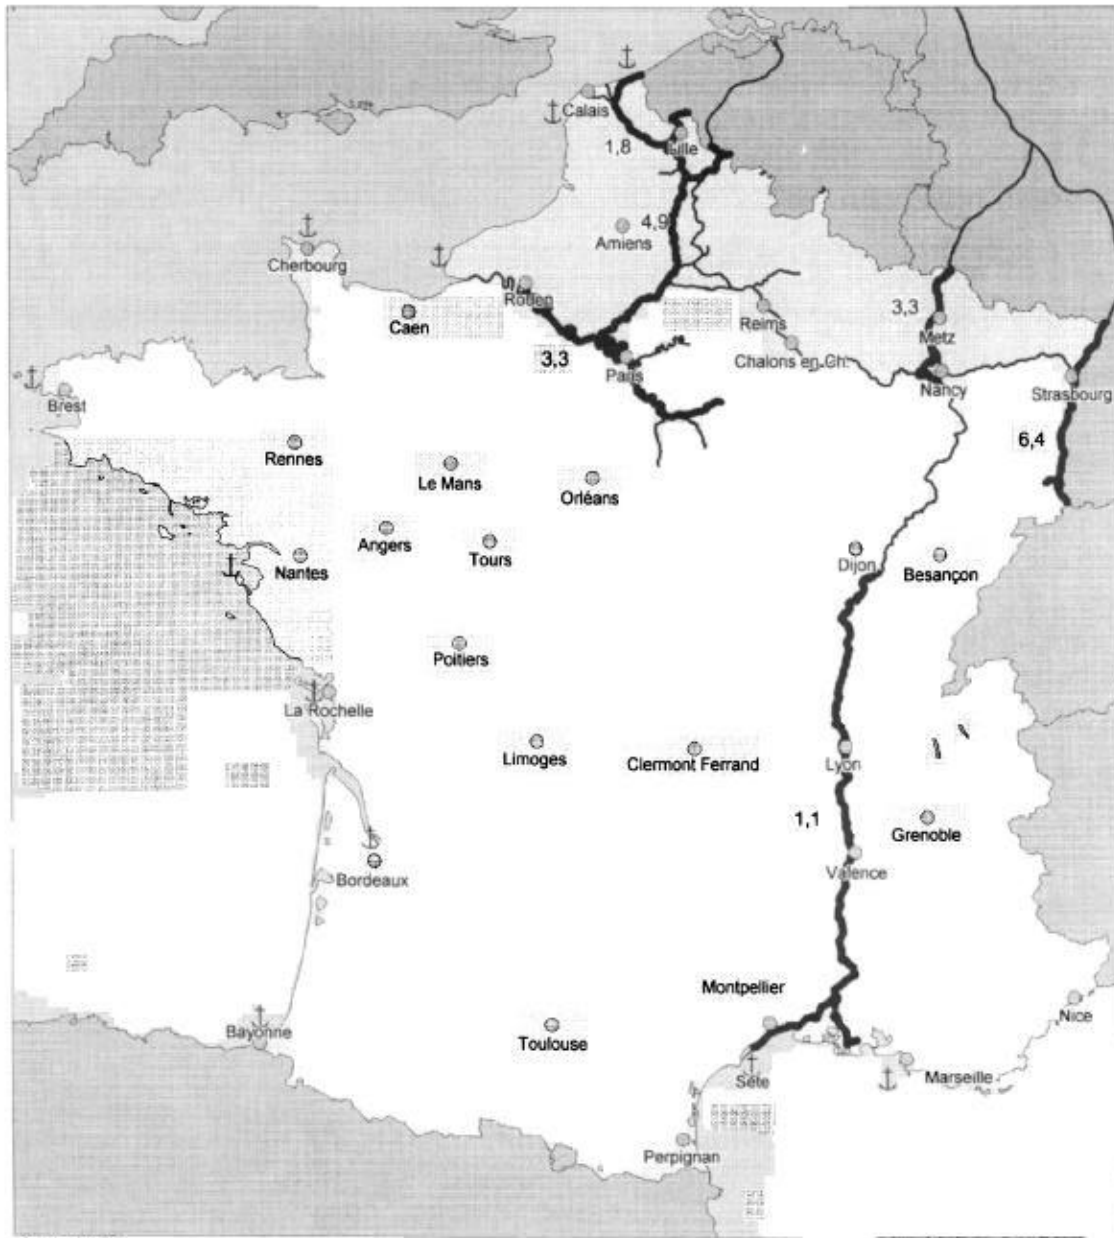 Calais
1,8
Lille
4,9
Amiens
Cherbourg
Rouen
Caen
Reims
3,3
Metz
3,3
Paris
Chalons en Ch.
Nancy
Strasbourg
Brest
Rennes
Le Mans
Orléans
6,4
Angers
Tours
Nantes
Dijon
Besançon
Poitiers
La Rochelle
Limoges
Clermont Ferrand
Lyon
1,1
Grenoble
Bordeaux
Valence
Montpellier
Nice
Bayonne
Toulouse
Sète
Marseille
Perpignan